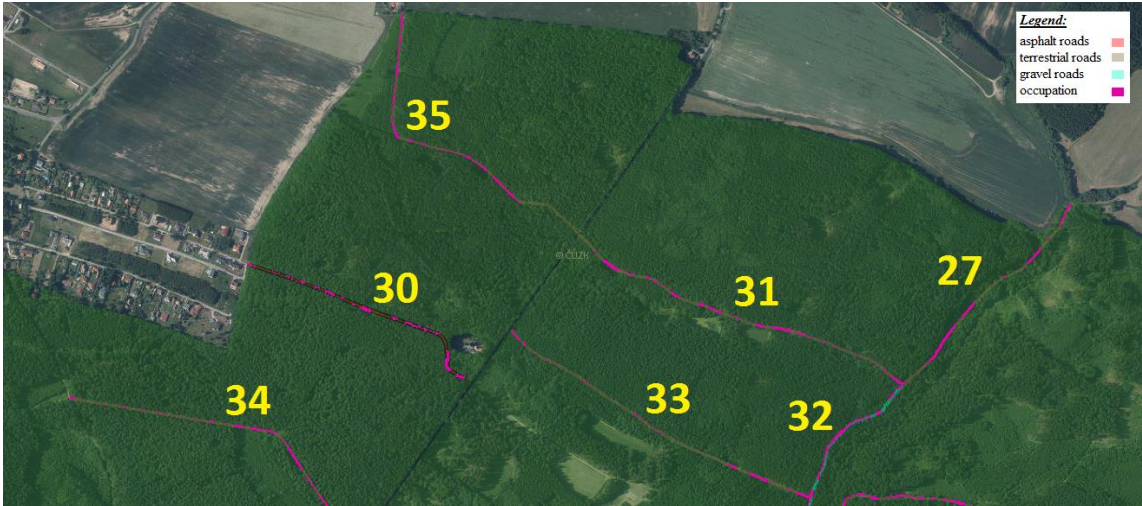 Legend:
asphalt roads
terrestrial roads
gravel roads
occupation
35
© ČÚZK
27
30
31
34
33
32